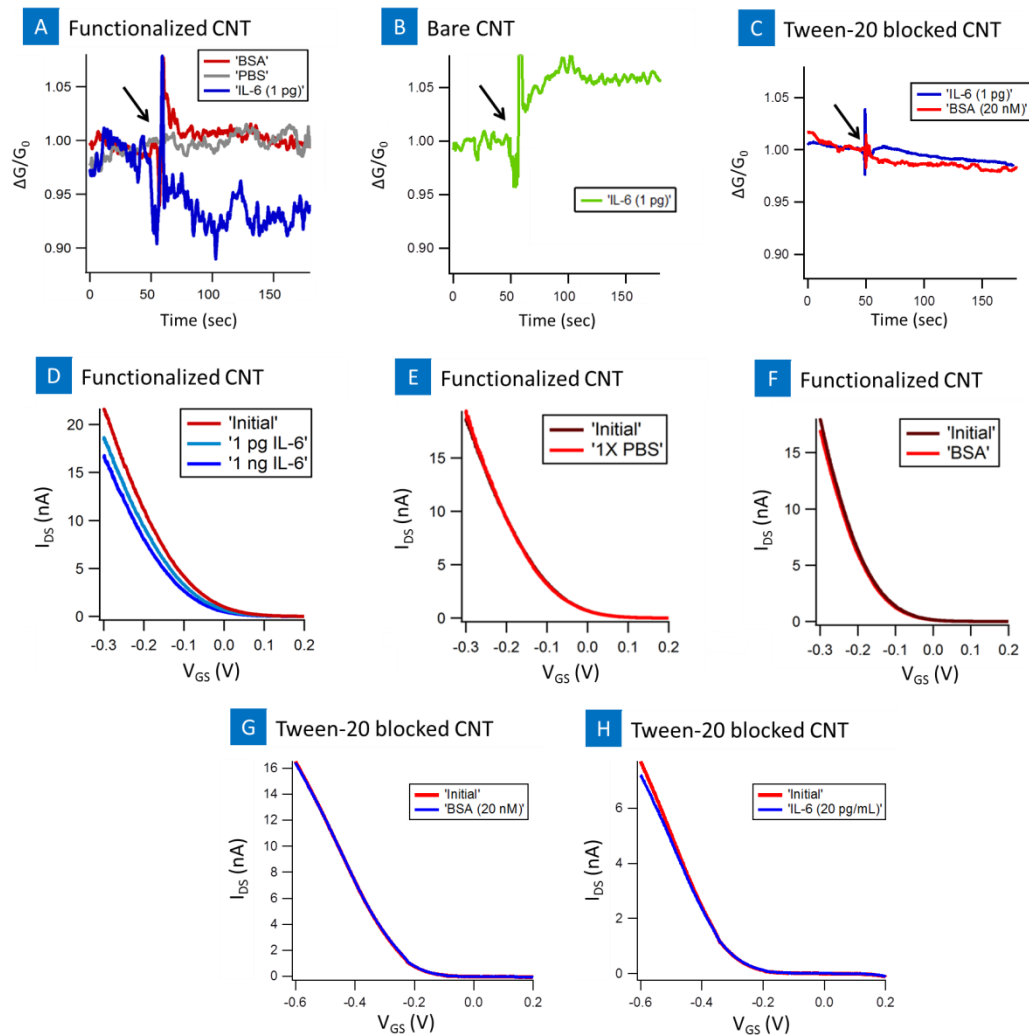 A Functionalized CNT
'BSA'
'PBS'
'IL-6 (1 pg)'
1.05
1.00
0.95
0.90
ΔG/G₀
0 50 100 150
Time (sec)
B Bare CNT
1.05
1.00
0.95
0.90
ΔG/G₀
'IL-6 (1 pg)'
0 50 100 150
Time (sec)
C Tween-20 blocked CNT
'IL-6 (1 pg)'
'BSA (20 nM)'
1.05
1.00
0.95
0.90
ΔG/G₀
0 50 100 150
Time (sec)
D Functionalized CNT
'Initial'
'1 pg IL-6'
'1 ng IL-6'
20
15
10
5
0
I_DS (nA)
-0.3 -0.2 -0.1 0.0 0.1 0.2
V_GS (V)
E Functionalized CNT
'Initial'
'1X PBS'
15
10
5
0
I_DS (nA)
-0.3 -0.2 -0.1 0.0 0.1 0.2
V_GS (V)
F Functionalized CNT
'Initial'
'BSA'
15
10
5
0
I_DS (nA)
-0.3 -0.2 -0.1 0.0 0.1 0.2
V_GS (V)
G Tween-20 blocked CNT
'Initial'
'BSA (20 nM)'
16
14
12
10
8
6
4
2
0
I_DS (nA)
-0.6 -0.4 -0.2 0.0 0.2
V_GS (V)
H Tween-20 blocked CNT
'Initial'
'IL-6 (20 pg/mL)'
6
4
2
0
I_DS (nA)
-0.6 -0.4 -0.2 0.0 0.2
V_GS (V)